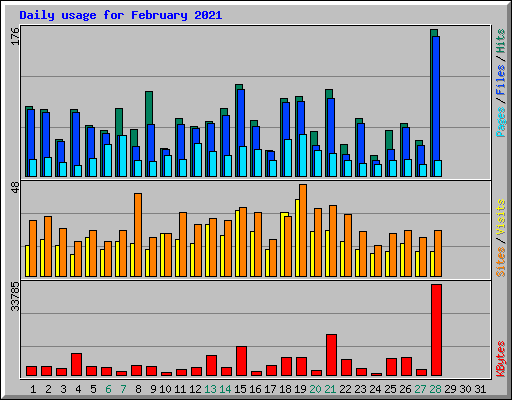 Daily usage for February 2021
176
Pages / Files / Hits
48
Sites / Visits
33785
KBytes
1 2 3 4 5 6 7 8 9 10 11 12 13 14 15 16 17 18 19 20 21 22 23 24 25 26 27 28 29 30 31